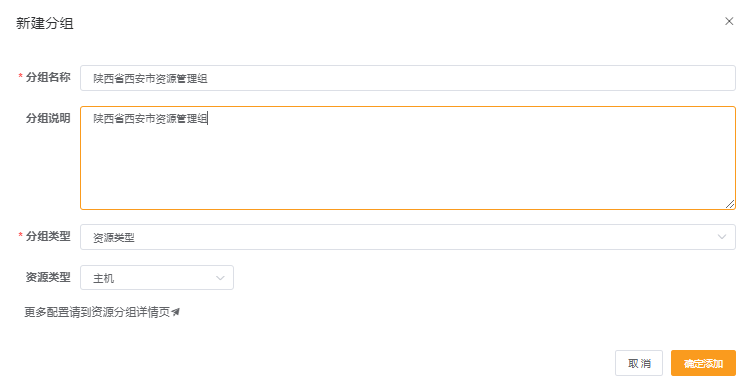 新建分组
* 分组名称 陕西省西安市资源管理组
分组说明 陕西省西安市资源管理组
* 分组类型 资源类型
资源类型 主机
更多配置请到资源分组详情页
取 消 确定添加